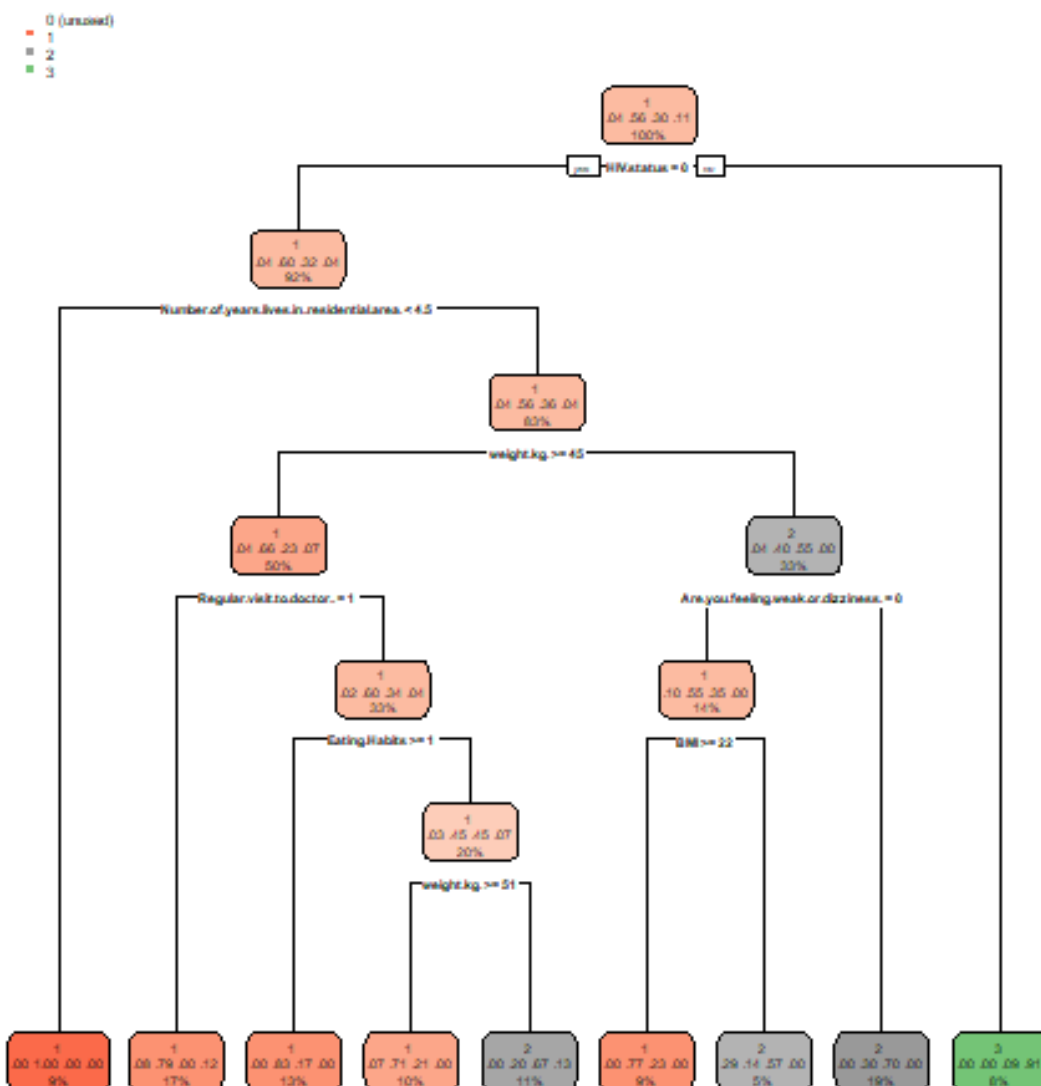 0 (unused)
1
2
3
1
.04 .56 .30 .11
100%
yes HIVstatus = 0 no
1
.04 .60 .32 .04
92%
Number.of.years.lives.in.residential.area. < 4.5
1
.04 .56 .36 .04
83%
weight.kg. >= 45
1
.04 .66 .23 .07
50%
2
.04 .40 .55 .00
33%
Regular.visit.to.doctor. = 1
Are.you.feeling.weak.or.dizziness. = 0
1
.02 .60 .34 .04
33%
1
.10 .55 .35 .00
14%
Eating.Habits >= 1
BMI >= 22
1
.03 .45 .45 .07
20%
weight.kg. >= 51
1
.00 1.00 .00 .00
9%
1
.08 .79 .00 .12
17%
1
.00 .83 .17 .00
13%
1
.07 .71 .21 .00
10%
2
.00 .20 .67 .13
11%
1
.00 .77 .23 .00
9%
2
.29 .14 .57 .00
5%
2
.00 .30 .70 .00
19%
3
.00 .00 .09 .91
8%